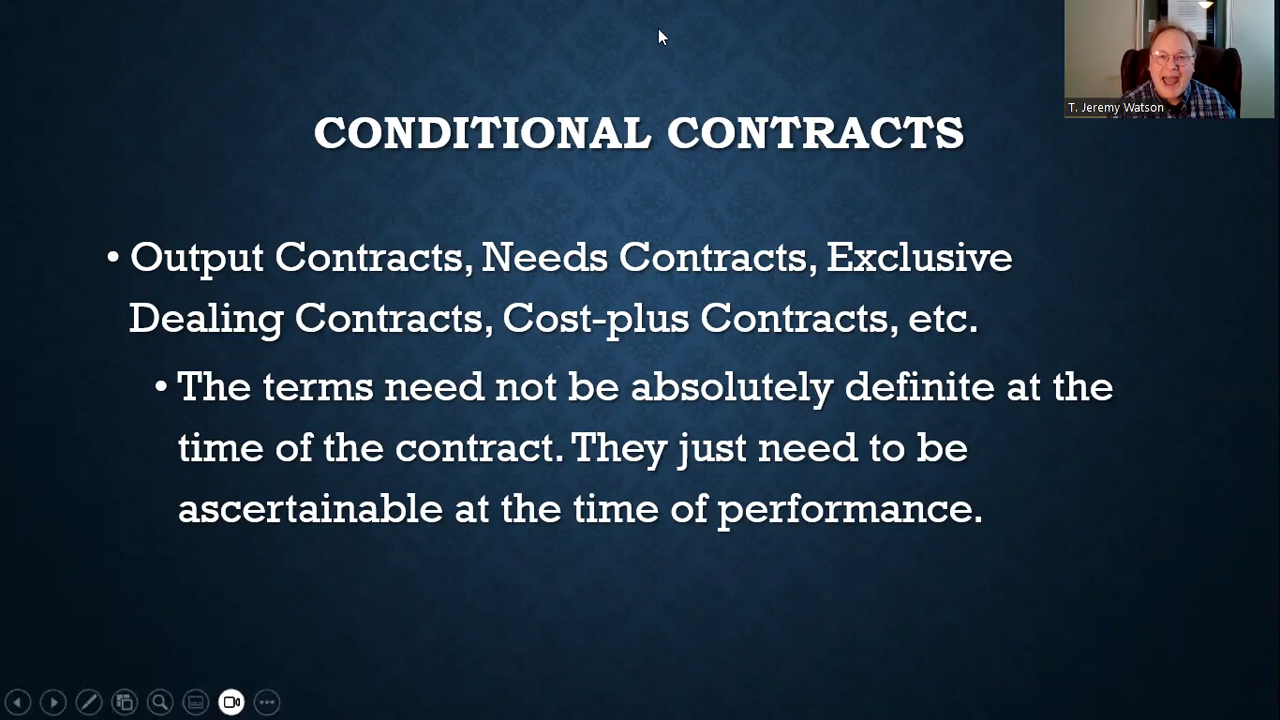 T. Jeremy Watson
CONDITIONAL CONTRACTS
• Output Contracts, Needs Contracts, Exclusive
Dealing Contracts, Cost-plus Contracts, etc.
• The terms need not be absolutely definite at the
time of the contract. They just need to be
ascertainable at the time of performance.